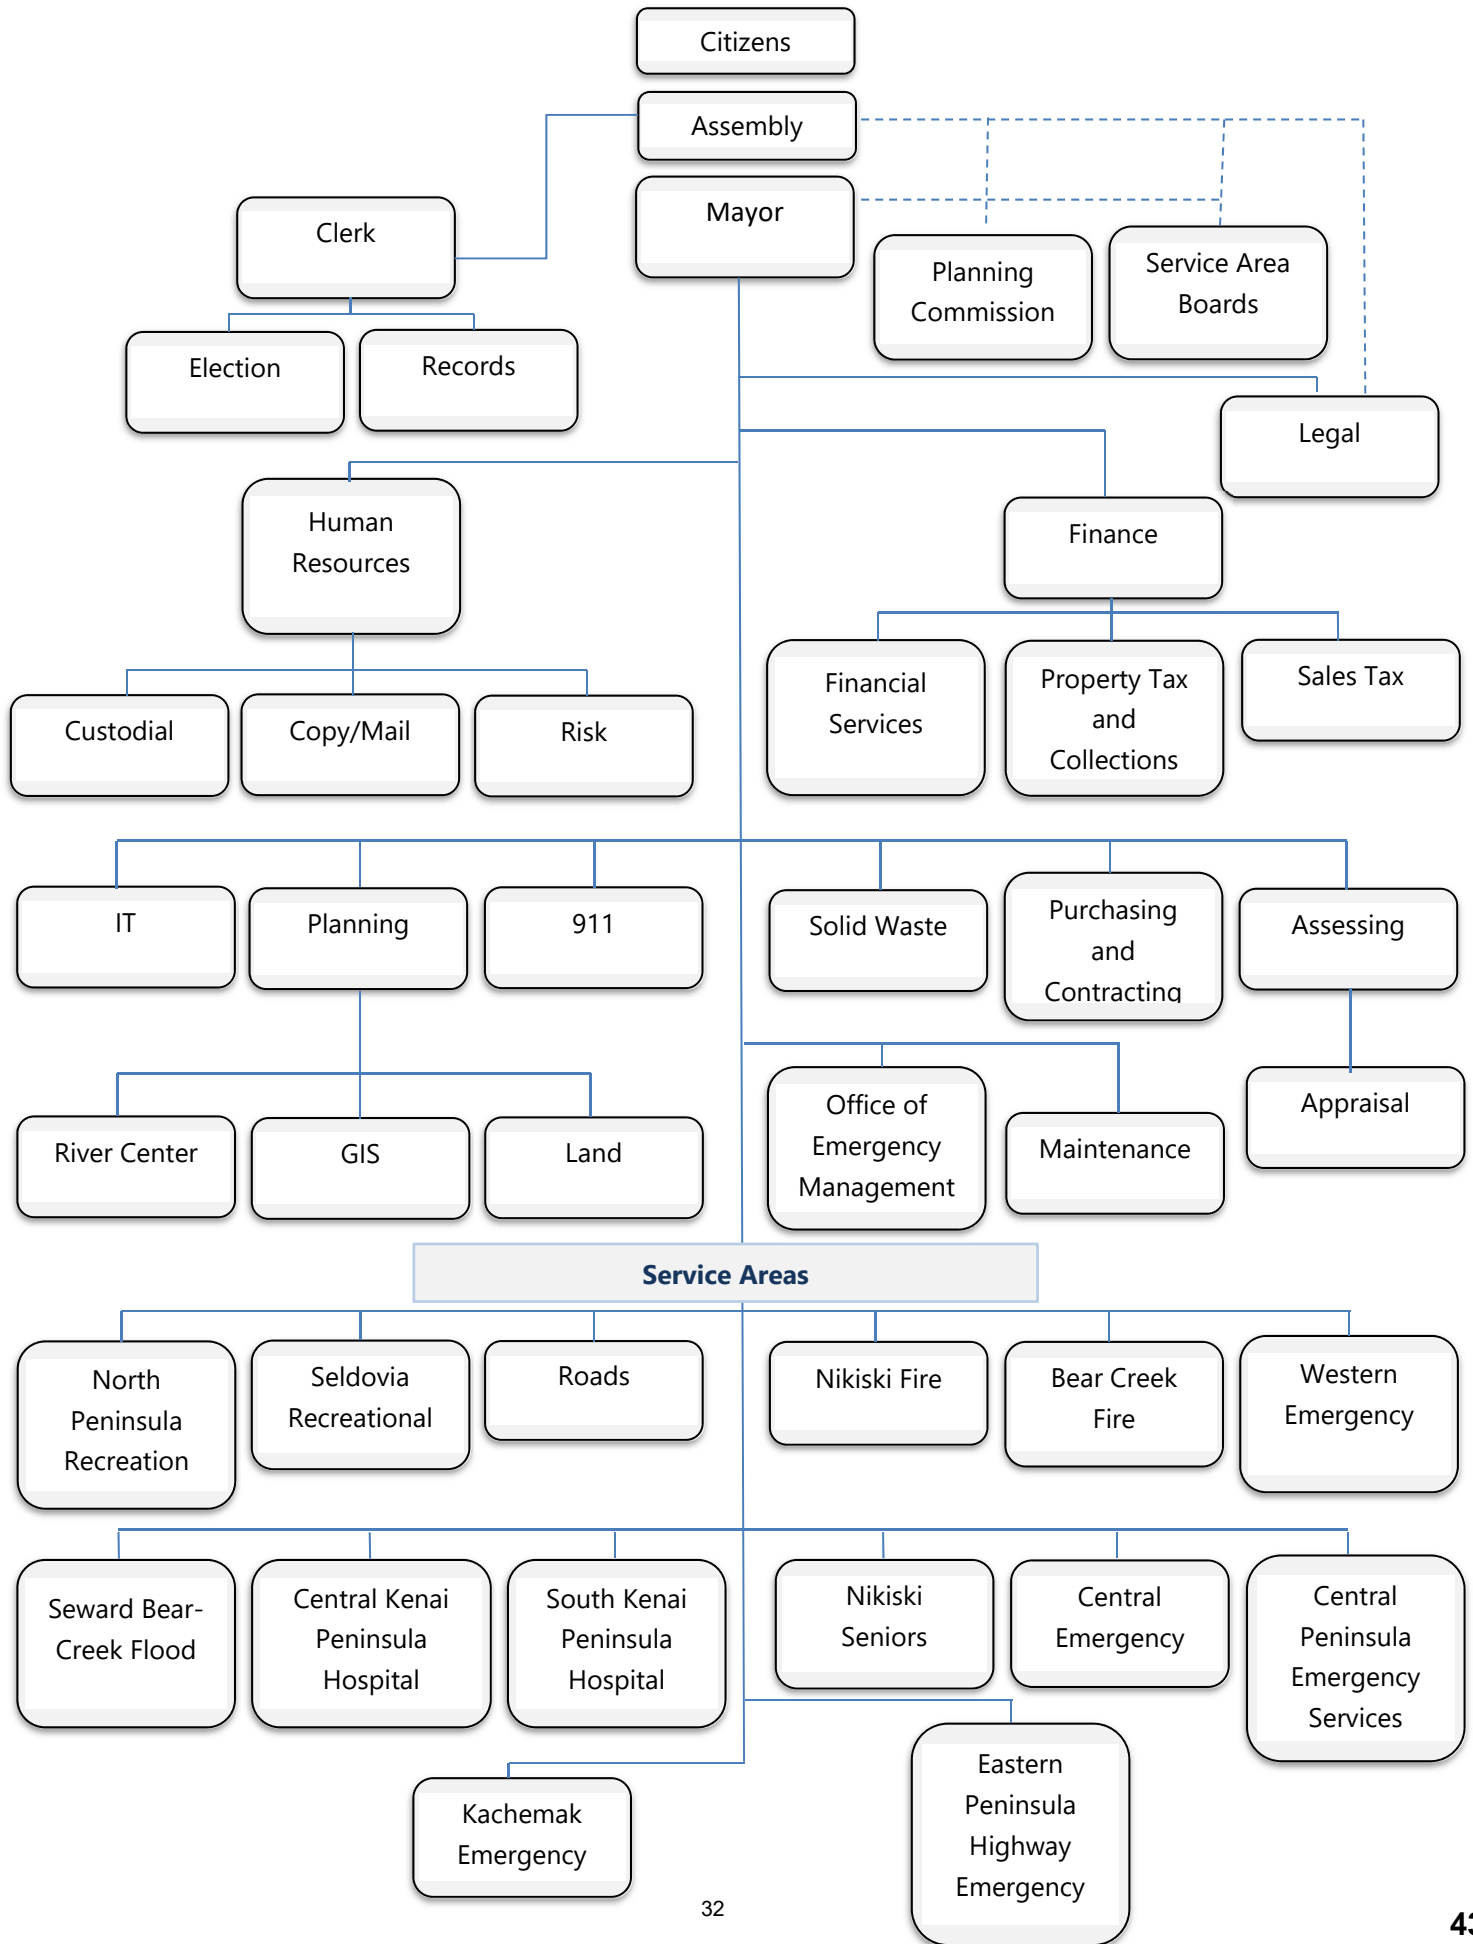 Citizens
Assembly
Mayor
Clerk
Planning
Commission
Service Area
Boards
Election
Records
Legal
Human
Resources
Finance
Custodial
Copy/Mail
Risk
Financial
Services
Property Tax
and
Collections
Sales Tax
IT
Planning
911
Solid Waste
Purchasing
and
Contracting
Assessing
River Center
GIS
Land
Office of
Emergency
Management
Maintenance
Appraisal
Service Areas
North
Peninsula
Recreation
Seldovia
Recreational
Roads
Nikiski Fire
Bear Creek
Fire
Western
Emergency
Seward Bear-
Creek Flood
Central Kenai
Peninsula
Hospital
South Kenai
Peninsula
Hospital
Nikiski
Seniors
Central
Emergency
Central
Peninsula
Emergency
Services
Kachemak
Emergency
Eastern
Peninsula
Highway
Emergency
32
43